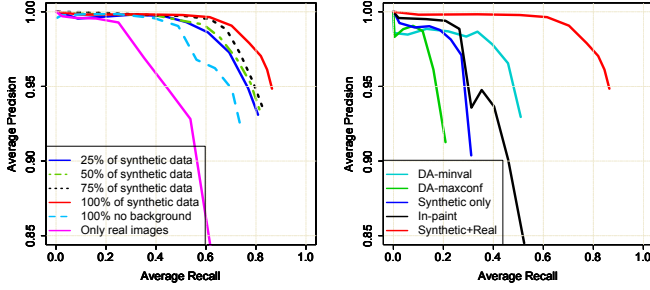 Average Precision
1.00
0.95
0.90
0.85
25% of synthetic data
50% of synthetic data
75% of synthetic data
100% of synthetic data
100% no background
Only real images
0.0 0.2 0.4 0.6 0.8 1.0
Average Recall
Average Precision
1.00
0.95
0.90
0.85
DA-minval
DA-maxconf
Synthetic only
In-paint
Synthetic+Real
0.0 0.2 0.4 0.6 0.8 1.0
Average Recall